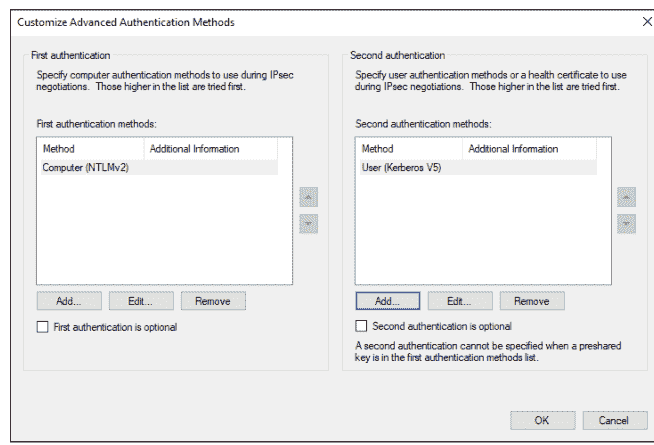 Customize Advanced Authentication Methods
First authentication
Specify computer authentication methods to use during IPsec
negotiations. Those higher in the list are tried first.
First authentication methods:
Method Additional Information
Computer (NTLMv2)
Add... Edit... Remove
First authentication is optional
Second authentication
Specify user authentication methods or a health certificate to use
during IPsec negotiations. Those higher in the list are tried first.
Second authentication methods:
Method Additional Information
User (Kerberos V5)
Add... Edit... Remove
Second authentication is optional
A second authentication cannot be specified when a preshared
key is in the first authentication methods list.
OK Cancel